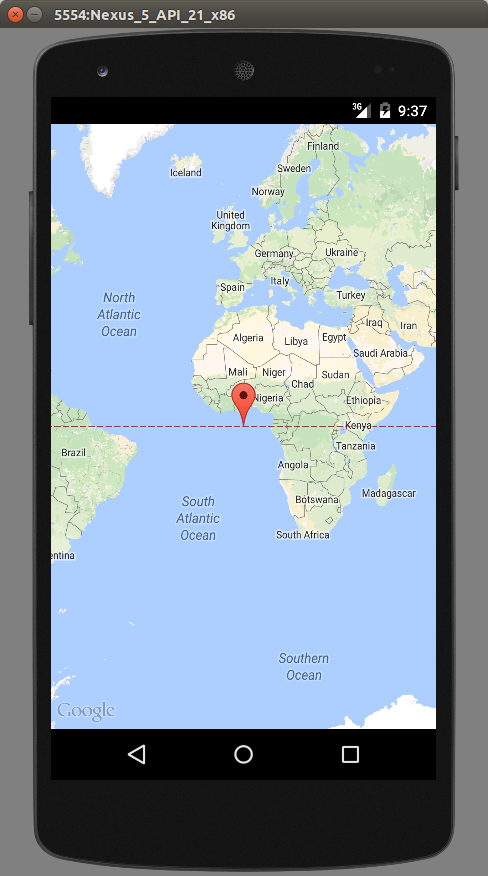 5554:Nexus_5_API_21_x86
3G 9:37
Finland
Iceland
Sweden
Norway
United
Kingdom
Germany
Ukraine
Spain
Italy
Turkey
North
Atlantic
Ocean
Iraq
Iran
Algeria
Libya
Egypt
Saudi Arabia
Mali
Niger
Sudan
Chad
Nigeria
Ethiopia
Kenya
Brazil
Tanzania
Angola
Madagascar
Botswana
South
Atlantic
Ocean
South Africa
entina
Southern
Ocean
Google